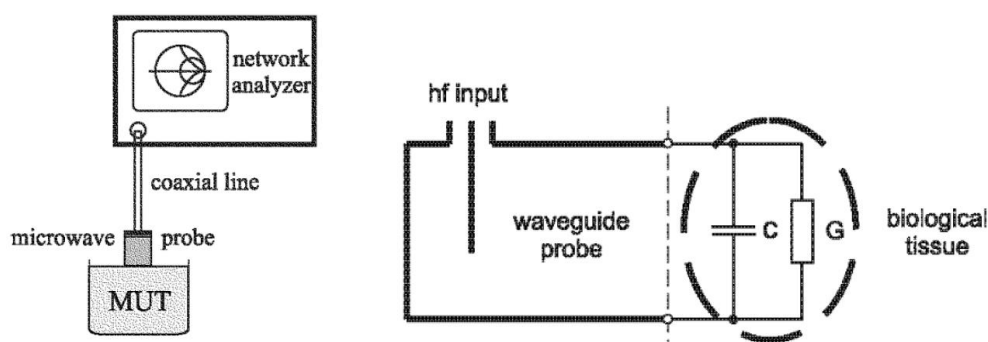 network
analyzer
coaxial line
microwave probe
MUT
hf input
waveguide
probe
C
G
biological
tissue